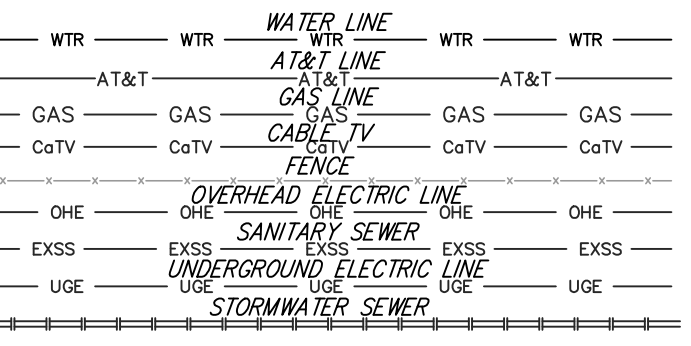 WATER LINE
WTR WTR WTR WTR WTR
AT&T LINE
AT&T AT&T AT&T
GAS LINE
GAS GAS GAS GAS GAS
CABLE TV
CaTV CaTV CaTV CaTV CaTV
FENCE
x x x x x x x x x x x x x x x
OVERHEAD ELECTRIC LINE
OHE OHE OHE OHE OHE
SANITARY SEWER
EXSS EXSS EXSS EXSS EXSS
UNDERGROUND ELECTRIC LINE
UGE UGE UGE UGE UGE
STORMWATER SEWER